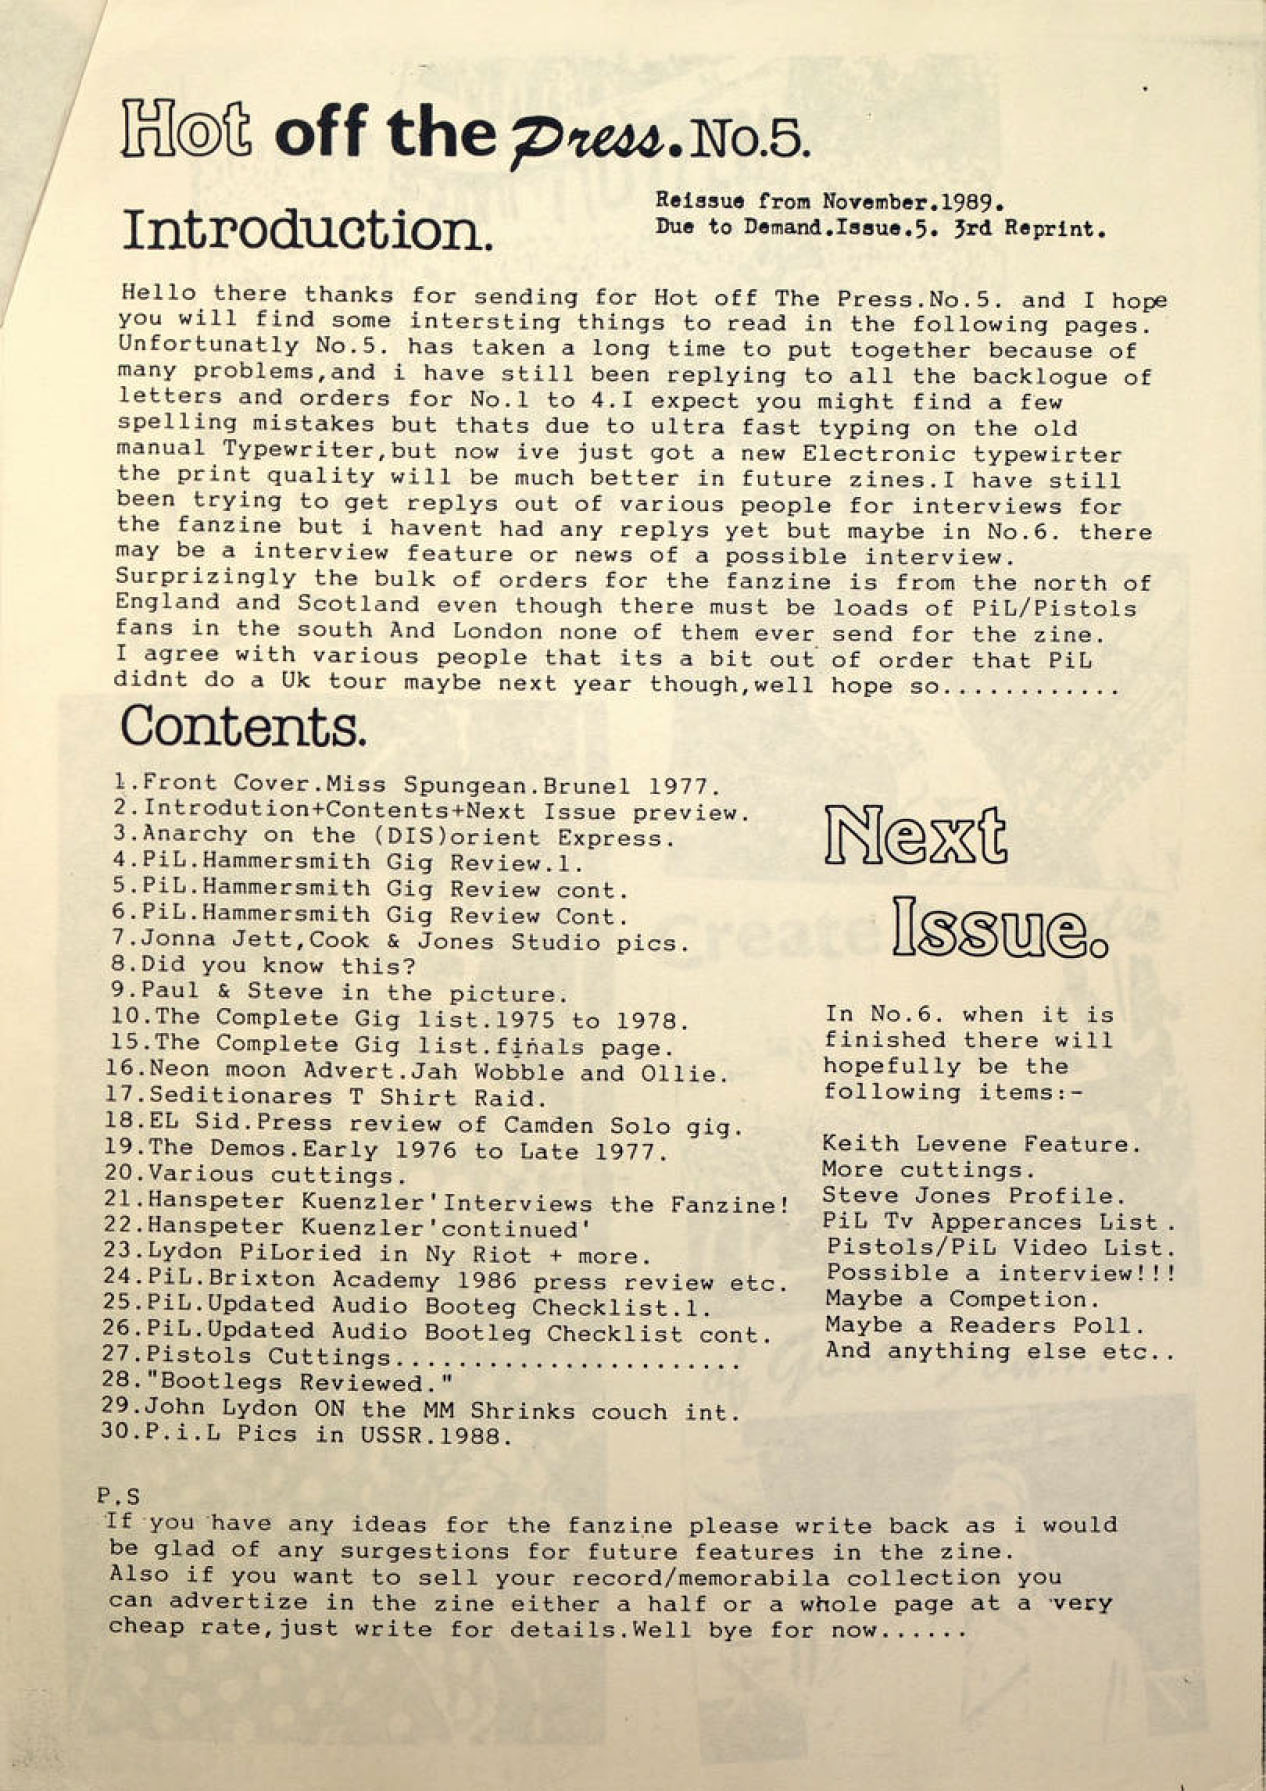 Hot off the Press.No.5.
Introduction.
Reissue from November.1989.
Due to Demand.Issue.5. 3rd Reprint.
Hello there thanks for sending for Hot off The Press.No.5. and I hope
you will find some intersting things to read in the following pages.
Unfortunatly No.5. has taken a long time to put together because of
many problems,and i have still been replying to all the backlogue of
letters and orders for No.1 to 4.I expect you might find a few
spelling mistakes but thats due to ultra fast typing on the old
manual Typewriter,but now ive just got a new Electronic typewirter
the print quality will be much better in future zines.I have still
been trying to get replys out of various people for interviews for
the fanzine but i havent had any replys yet but maybe in No.6. there
may be a interview feature or news of a possible interview.
Surprizingly the bulk of orders for the fanzine is from the north of
England and Scotland even though there must be loads of PiL/Pistols
fans in the south And London none of them ever send for the zine.
I agree with various people that its a bit out of order that PiL
didnt do a Uk tour maybe next year though,well hope so............
Contents.
1.Front Cover.Miss Spungean.Brunel 1977.
2.Introdution+Contents+Next Issue preview.
3.Anarchy on the (DIS)orient Express.
4.PiL.Hammersmith Gig Review.1.
5.PiL.Hammersmith Gig Review cont.
6.PiL.Hammersmith Gig Review Cont.
7.Jonna Jett,Cook & Jones Studio pics.
8.Did you know this?
9.Paul & Steve in the picture.
10.The Complete Gig list.1975 to 1978.
15.The Complete Gig list.finals page.
16.Neon moon Advert.Jah Wobble and Ollie.
17.Seditionares T Shirt Raid.
18.EL Sid.Press review of Camden Solo gig.
19.The Demos.Early 1976 to Late 1977.
20.Various cuttings.
21.Hanspeter Kuenzler'Interviews the Fanzine!
22.Hanspeter Kuenzler'continued'
23.Lydon PiLoried in Ny Riot + more.
24.PiL.Brixton Academy 1986 press review etc.
25.PiL.Updated Audio Booteg Checklist.1.
26.PiL.Updated Audio Bootleg Checklist cont.
27.Pistols Cuttings......................
28."Bootlegs Reviewed."
29.John Lydon ON the MM Shrinks couch int.
30.P.i.L Pics in USSR.1988.
Next
Issue.
In No.6. when it is
finished there will
hopefully be the
following items:-
Keith Levene Feature.
More cuttings.
Steve Jones Profile.
PiL Tv Apperances List.
Pistols/PiL Video List.
Possible a interview!!!
Maybe a Competion.
Maybe a Readers Poll.
And anything else etc..
P.S
If you have any ideas for the fanzine please write back as i would
be glad of any surgestions for future features in the zine.
Also if you want to sell your record/memorabila collection you
can advertize in the zine either a half or a whole page at a very
cheap rate,just write for details.Well bye for now......